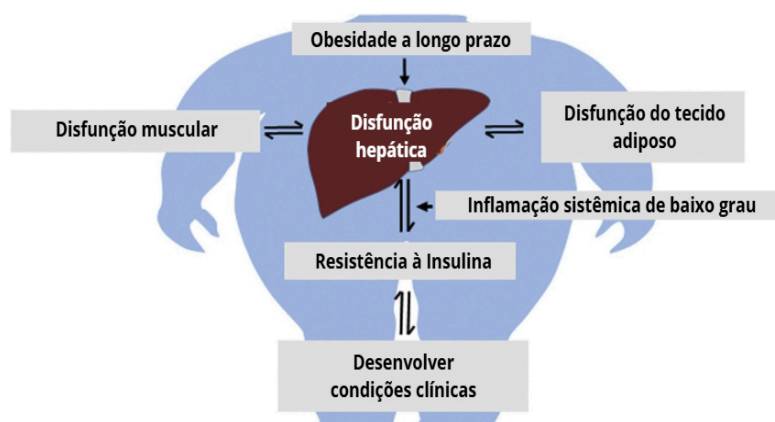 Obesidade a longo prazo
Disfunção muscular
Disfunção
hepática
Disfunção do tecido
adiposo
Inflamação sistêmica de baixo grau
Resistência à Insulina
Desenvolver
condições clínicas